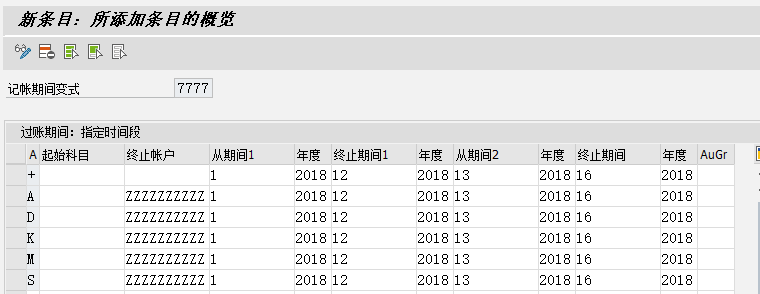 新条目：所添加条目的概览
记帐期间变式 7777
过账期间：指定时间段
A 起始科目 终止帐户 从期间1 年度 终止期间1 年度 从期间2 年度 终止期间 年度 AuGr
+ 1 2018 12 2018 13 2018 16 2018
A ZZZZZZZZZZ 1 2018 12 2018 13 2018 16 2018
D ZZZZZZZZZZ 1 2018 12 2018 13 2018 16 2018
K ZZZZZZZZZZ 1 2018 12 2018 13 2018 16 2018
M ZZZZZZZZZZ 1 2018 12 2018 13 2018 16 2018
S ZZZZZZZZZZ 1 2018 12 2018 13 2018 16 2018